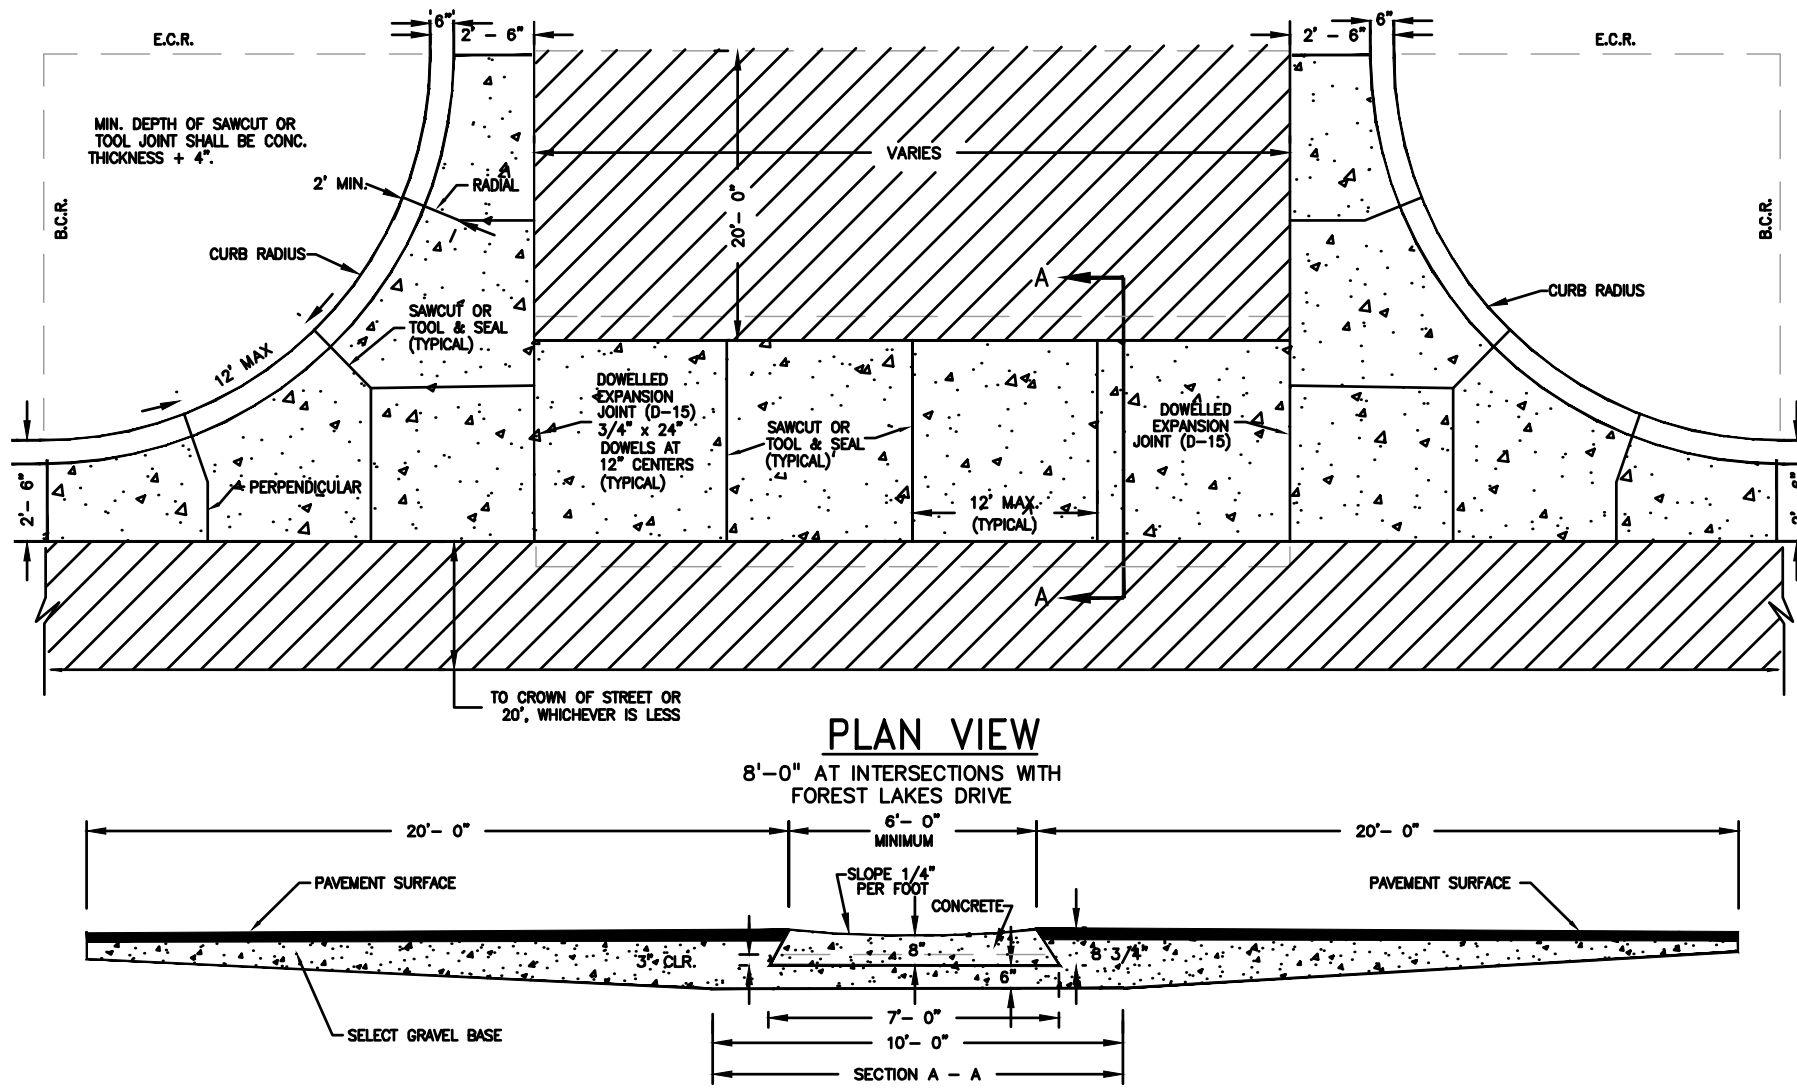 6"
2' - 6"
2' - 6"
6"
E.C.R.
E.C.R.
MIN. DEPTH OF SAWCUT OR
TOOL JOINT SHALL BE CONC.
THICKNESS + 4".
VARIES
2' MIN.
RADIAL
B.C.R.
B.C.R.
20'- 0"
CURB RADIUS
A
CURB RADIUS
SAWCUT OR
TOOL & SEAL
(TYPICAL)
12' MAX
DOWELLED
EXPANSION
JOINT (D-15)
3/4" x 24"
DOWELS AT
12" CENTERS
(TYPICAL)
SAWCUT OR
TOOL & SEAL
(TYPICAL)
DOWELLED
EXPANSION
JOINT (D-15)
2'- 6"
PERPENDICULAR
12' MAX.
(TYPICAL)
A
TO CROWN OF STREET OR
20', WHICHEVER IS LESS
PLAN VIEW
8'-0" AT INTERSECTIONS WITH
FOREST LAKES DRIVE
20'- 0"
6'- 0"
MINIMUM
20'- 0"
PAVEMENT SURFACE
SLOPE 1/4"
PER FOOT
CONCRETE
PAVEMENT SURFACE
3" CLR.
8"
8 3/4"
6"
7'- 0"
SELECT GRAVEL BASE
10'- 0"
SECTION A - A